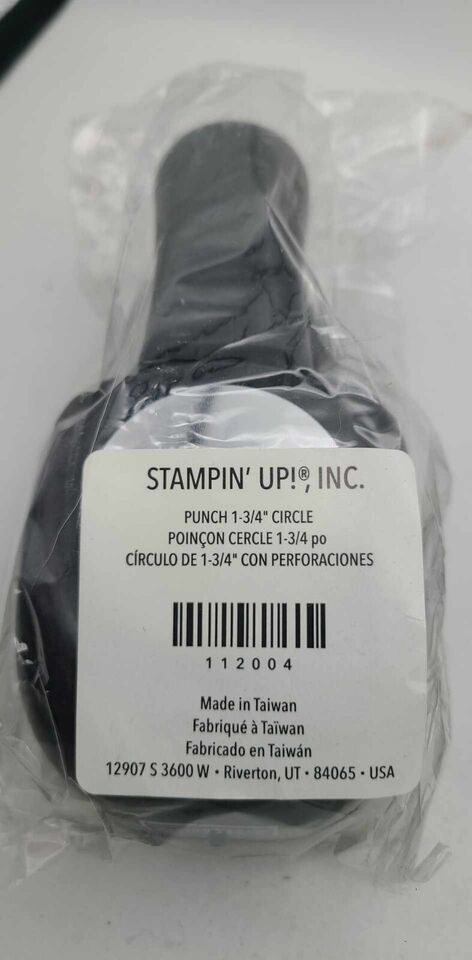 STAMPIN' UP!®, INC.
PUNCH 1-3/4" CIRCLE
POINÇON CERCLE 1-3/4 po
CÍRCULO DE 1-3/4" CON PERFORACIONES
112004
Made in Taiwan
Fabriqué à Taïwan
Fabricado en Taiwán
12907 S 3600 W • Riverton, UT • 84065 • USA